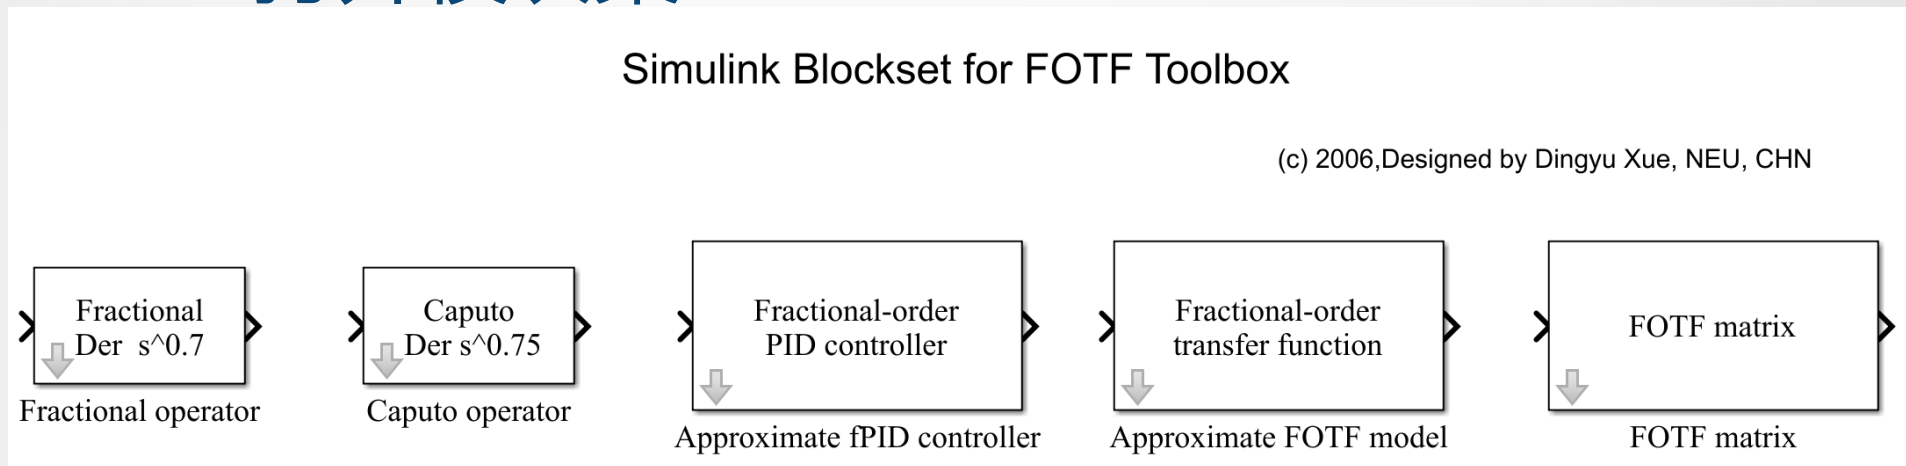 Simulink Blockset for FOTF Toolbox
(c) 2006,Designed by Dingyu Xue, NEU, CHN
Fractional
Der  s^0.7
Fractional operator
Caputo
Der s^0.75
Caputo operator
Fractional-order
PID controller
Approximate fPID controller
Fractional-order
transfer function
Approximate FOTF model
FOTF matrix
FOTF matrix